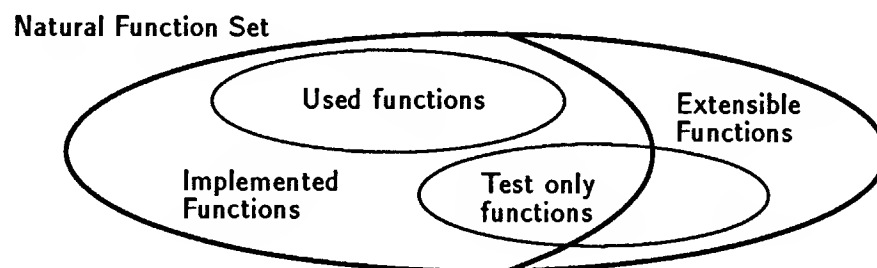 Natural Function Set
Used functions
Extensible
Functions
Implemented
Functions
Test only
functions